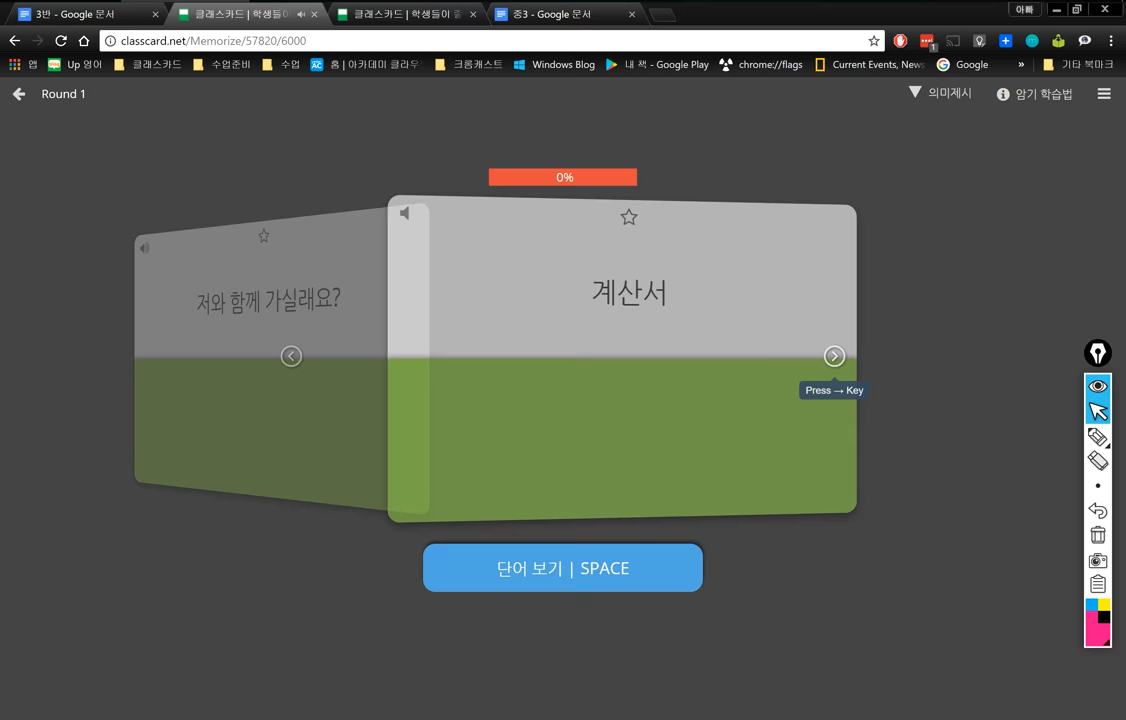 3반 - Google 문서
클래스카드 | 학생들이
클래스카드 | 학생들이 좋
중3 - Google 문서
아빠
classcard.net/Memorize/57820/6000
1
앱
Up 영어
클래스카드
수업준비
수업
홈 | 아카데미 클라우
크롬캐스트
Windows Blog
내 책 - Google Play
chrome://flags
Current Events, News
Google
»
기타 북마크
Round 1
의미제시
암기 학습법
0%
저와 함께 가실래요?
계산서
Press → Key
단어 보기 | SPACE